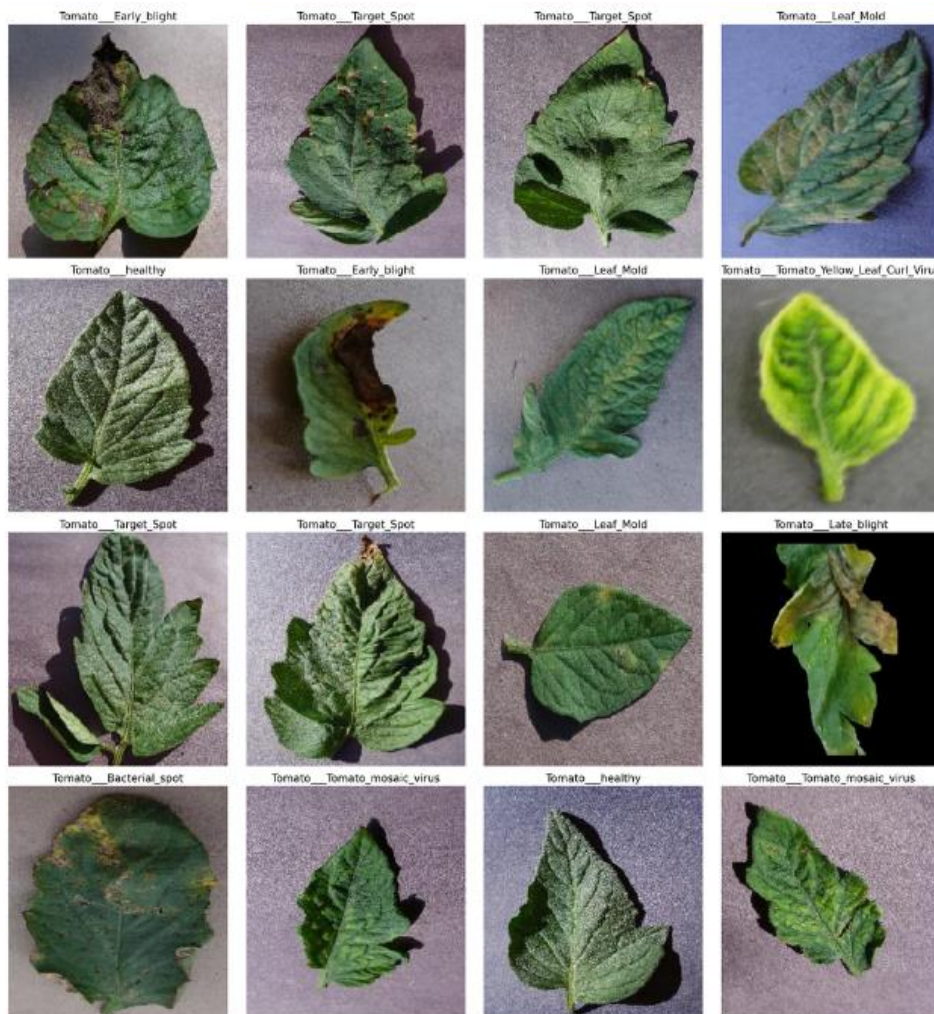 Tomato___Early_blight
Tomato___Target_Spot
Tomato___Target_Spot
Tomato___Leaf_Mold
Tomato___healthy
Tomato___Early_blight
Tomato___Leaf_Mold
Tomato___Tomato_Yellow_Leaf_Curl_Viru
Tomato___Target_Spot
Tomato___Target_Spot
Tomato___Leaf_Mold
Tomato___Late_blight
Tomato___Bacterial_spot
Tomato___Tomato_mosaic_virus
Tomato___healthy
Tomato___Tomato_mosaic_virus